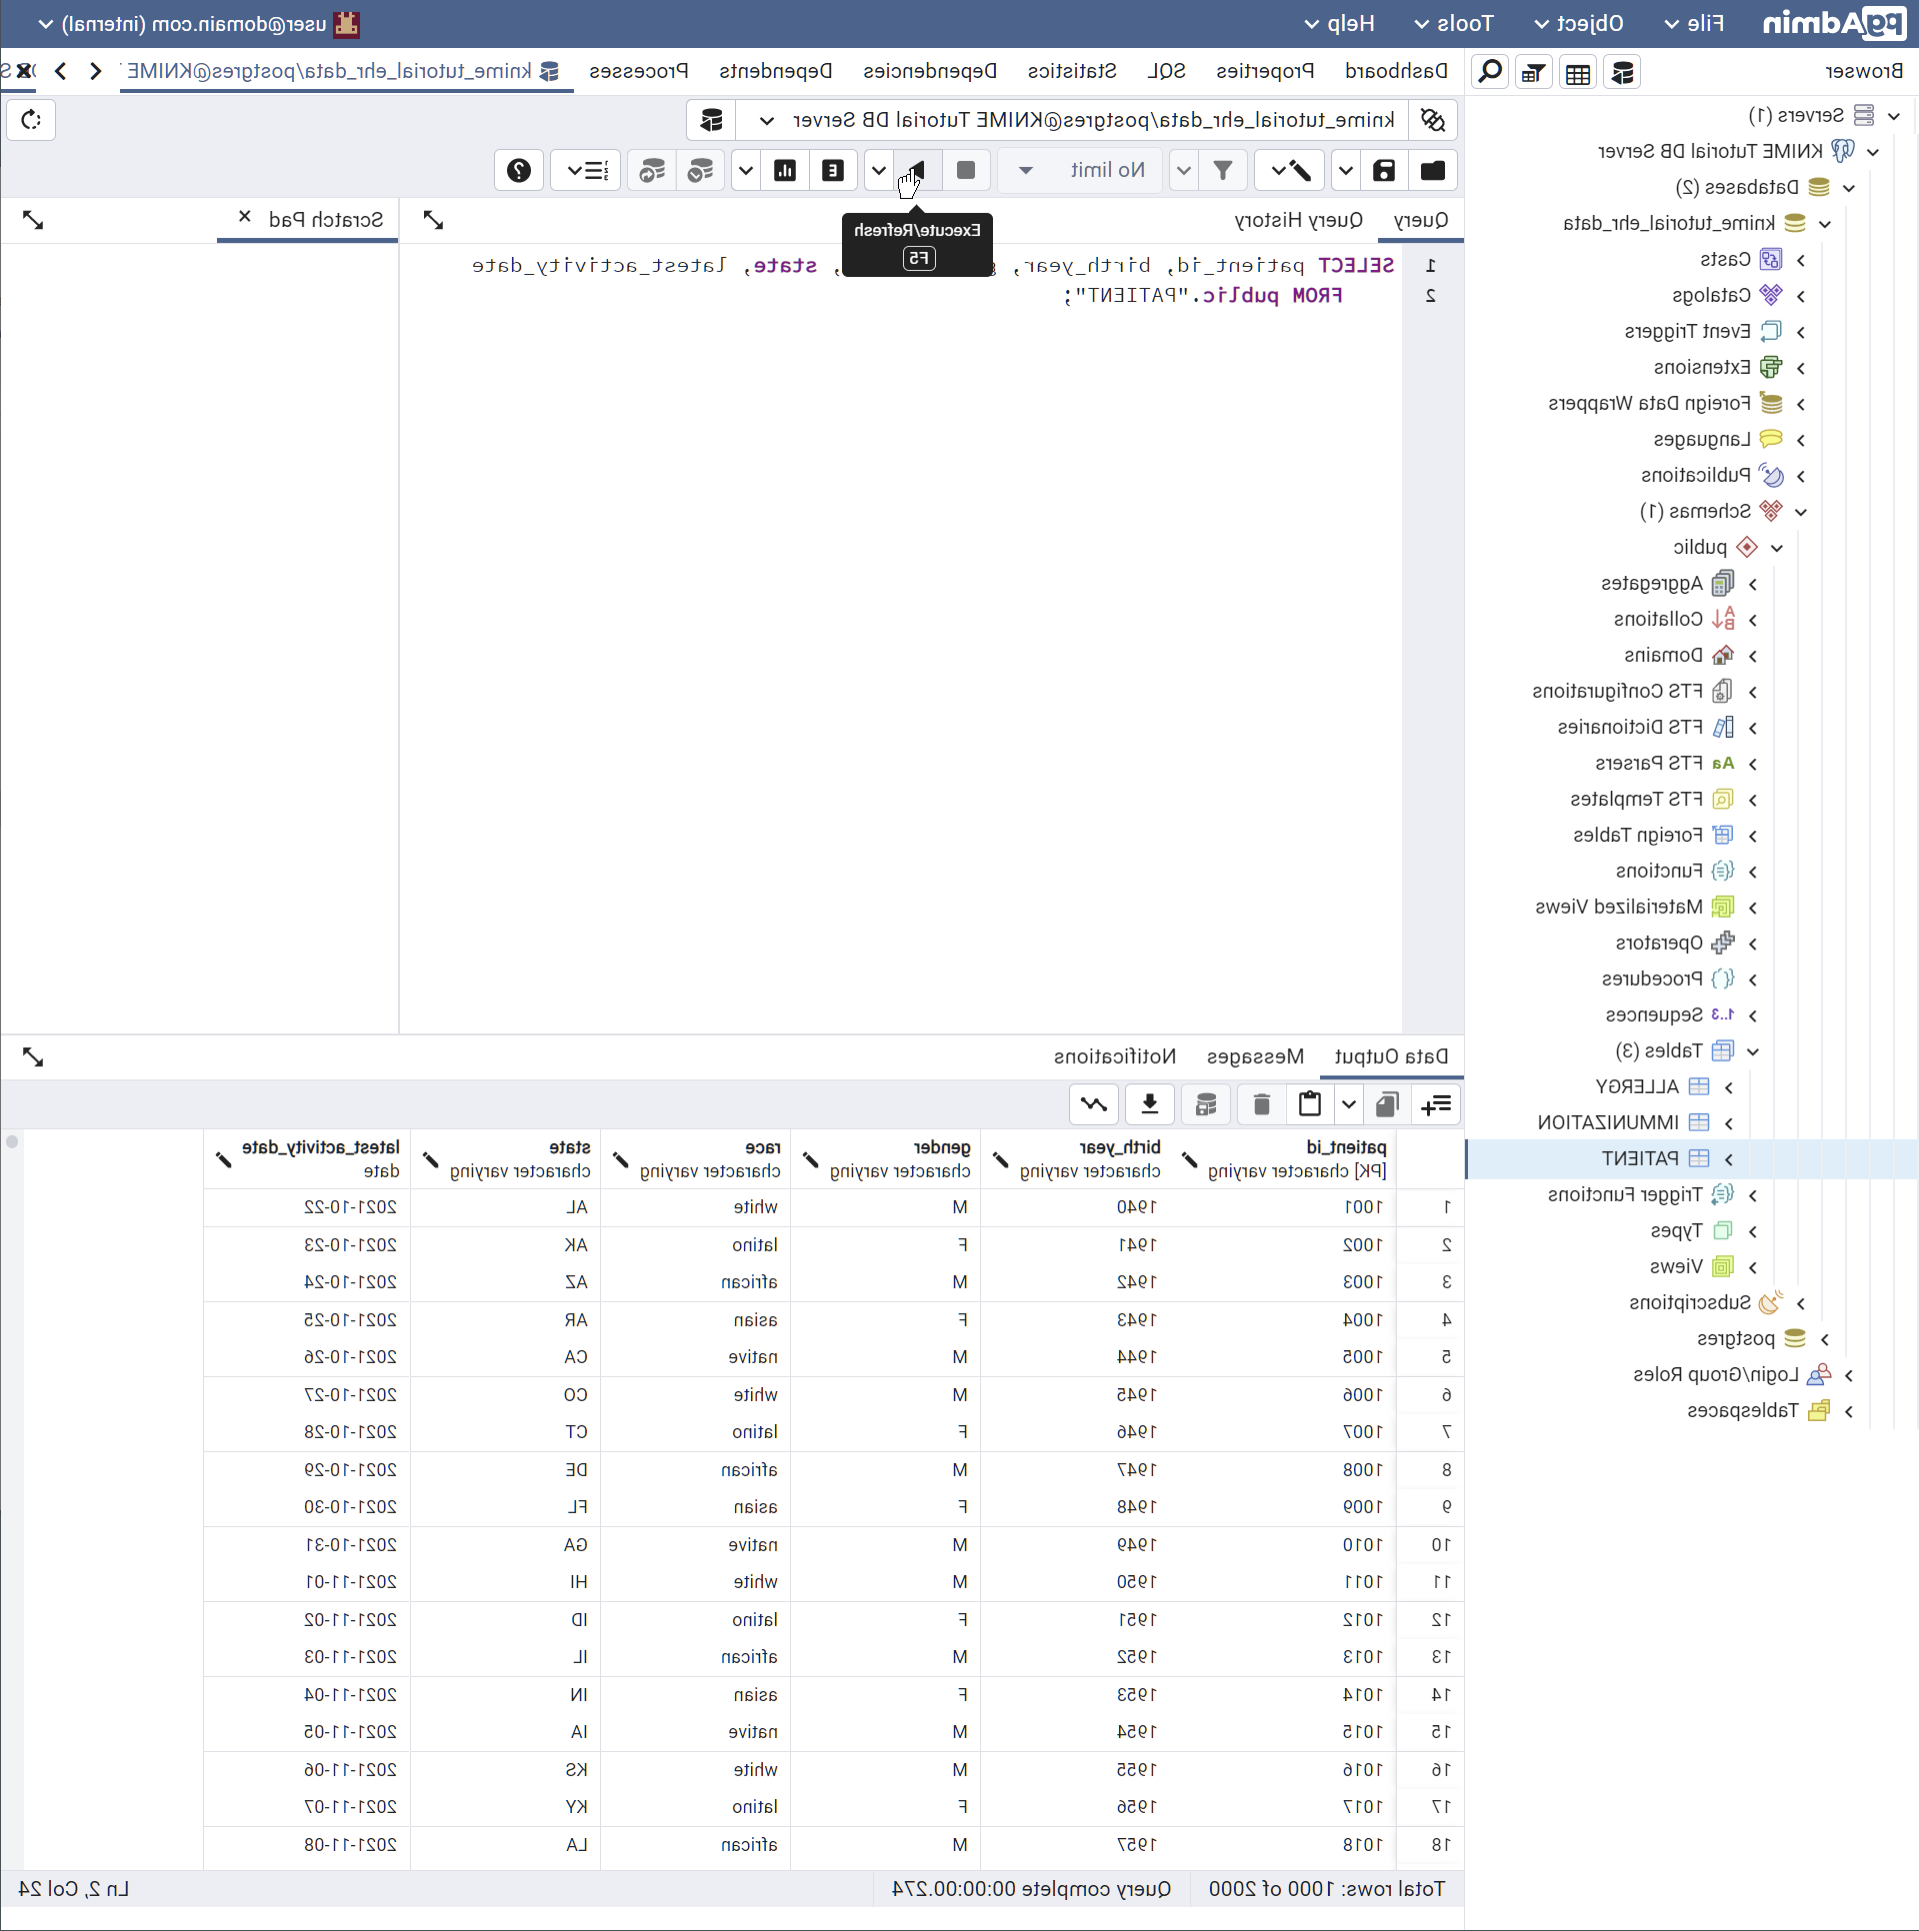 pgAdmin File Object Tools Help user@domain.com (internal)
Browser
Dashboard Properties SQL Statistics Dependencies Dependents Processes knime_tutorial_ehr_data/postgres@KNIME
Servers (1)
KNIME Tutorial DB Server
Databases (2)
knime_tutorial_ehr_data
Casts
Catalogs
Event Triggers
Extensions
Foreign Data Wrappers
Languages
Publications
Schemas (1)
public
Aggregates
Collations
Domains
FTS Configurations
FTS Dictionaries
Aa FTS Parsers
FTS Templates
Foreign Tables
Functions
Materialized Views
Operators
Procedures
1..3 Sequences
Tables (3)
ALLERGY
IMMUNIZATION
PATIENT
Trigger Functions
Types
Views
Subscriptions
postgres
Login/Group Roles
Tablespaces
knime_tutorial_ehr_data/postgres@KNIME Tutorial DB Server
No limit E
Query Query History
Scratch Pad
Execute/Refresh
F5
1 SELECT patient_id, birth_year, , state, latest_activity_date
2 FROM public."PATIENT";
Data Output Messages Notifications
patient_id birth_year gender race state latest_activity_date
[PK] character varying character varying character varying character varying character varying date
1 1001 1940 M white AL 2021-10-22
2 1002 1941 F latino AK 2021-10-23
3 1003 1942 M african AZ 2021-10-24
4 1004 1943 F asian AR 2021-10-25
5 1005 1944 M native CA 2021-10-26
6 1006 1945 M white CO 2021-10-27
7 1007 1946 F latino CT 2021-10-28
8 1008 1947 M african DE 2021-10-29
9 1009 1948 F asian FL 2021-10-30
10 1010 1949 M native GA 2021-10-31
11 1011 1950 M white HI 2021-11-01
12 1012 1951 F latino ID 2021-11-02
13 1013 1952 M african IL 2021-11-03
14 1014 1953 F asian IN 2021-11-04
15 1015 1954 M native IA 2021-11-05
16 1016 1955 M white KS 2021-11-06
17 1017 1956 F latino KY 2021-11-07
18 1018 1957 M african LA 2021-11-08
Total rows: 1000 of 2000 Query complete 00:00:00.274 Ln 2, Col 24